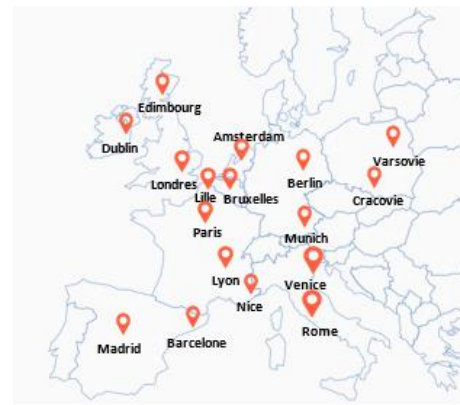 Edimbourg
Dublin
Amsterdam
Varsovie
Londres
Berlin
Lille
Bruxelles
Cracovie
Paris
Munich
Lyon
Venice
Nice
Rome
Barcelone
Madrid